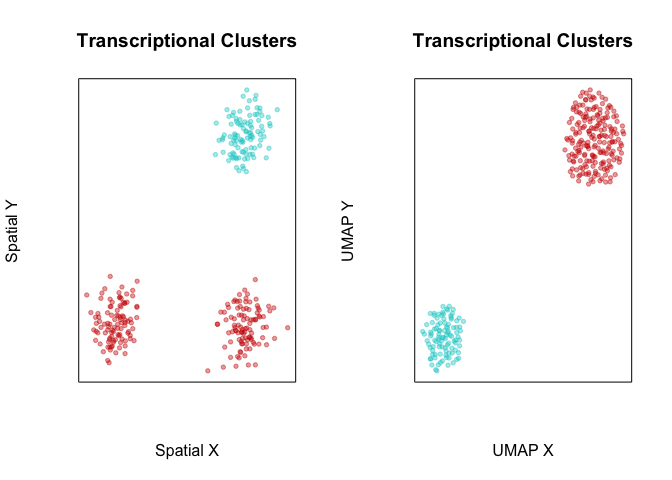 Transcriptional Clusters
Spatial Y
Spatial X
Transcriptional Clusters
UMAP Y
UMAP X